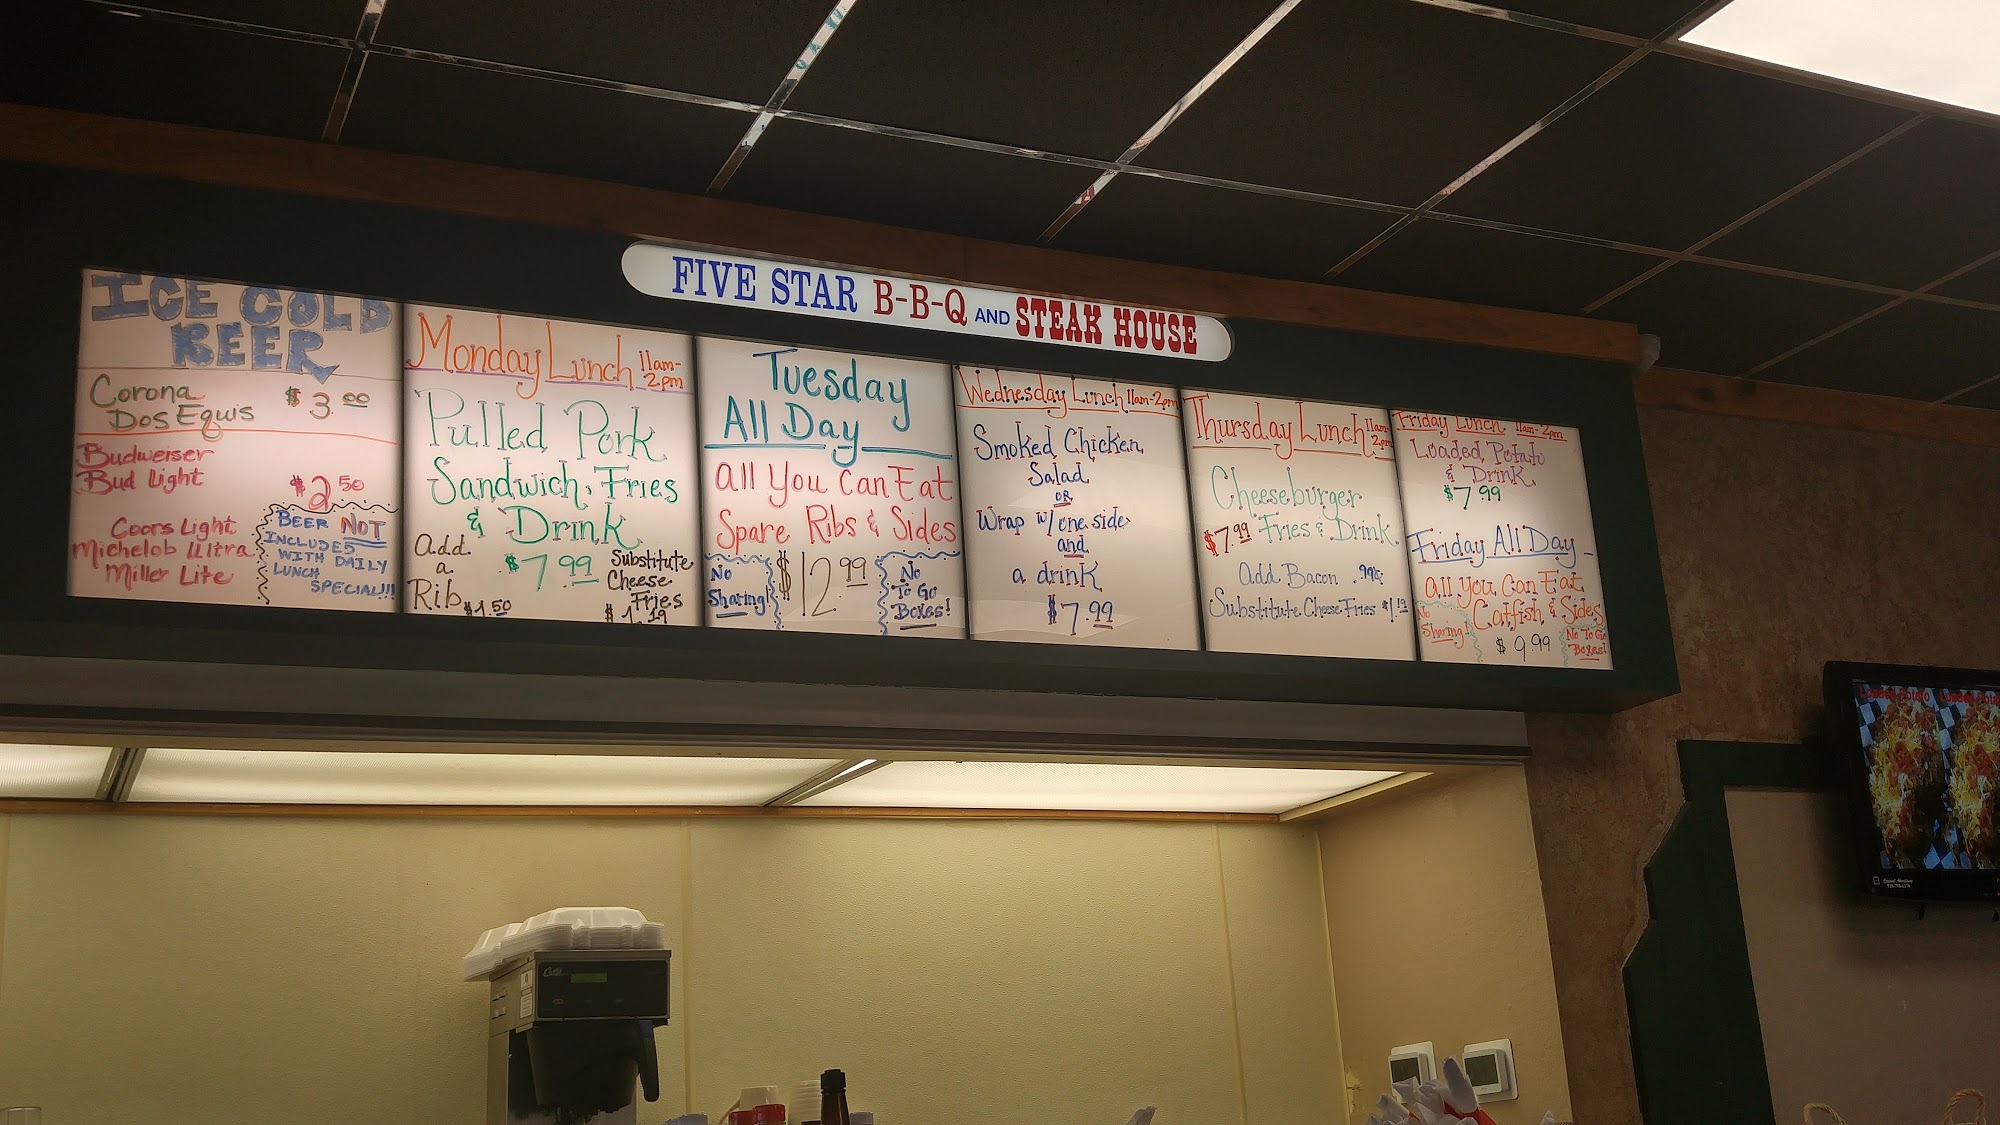 FIVE STAR B-B-Q AND STEAK HOUSE
ICE COLD
BEER
Corona
Dos Equis
$3.00
Budweiser
Bud Light
$2.50
Coors Light
Michelob Ultra
Miller Lite
BEER NOT
INCLUDED
WITH DAILY
LUNCH
SPECIAL!!!
Monday Lunch 11am-
2pm
Pulled Pork
Sandwich, Fries
& Drink
$7.99
Add
a
Rib
$1.50
Substitute
Cheese
Fries
$1.19
Tuesday
All Day
All You Can Eat
Spare Ribs & Sides
No
Sharing!
$12.99
No
To Go
Boxes!
Wednesday Lunch 11am-2pm
Smoked Chicken
Salad
OR
Wrap w/ one side
and
a drink
$7.99
Thursday Lunch 11am-
2pm
Cheeseburger
$7.99 Fries & Drink
Add Bacon .99¢
Substitute Cheese Fries $1.19
Friday Lunch 11am-2pm
Loaded Potato
& Drink
$7.99
Friday All Day
All You Can Eat
Catfish & Sides
No
Sharing!
$9.99
No To Go
Boxes!